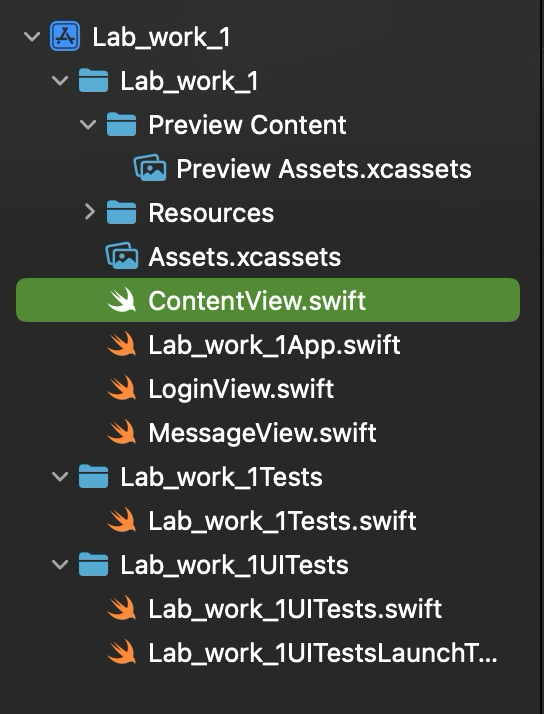 Lab_work_1
Lab_work_1
Preview Content
Preview Assets.xcassets
Resources
Assets.xcassets
ContentView.swift
Lab_work_1App.swift
LoginView.swift
MessageView.swift
Lab_work_1Tests
Lab_work_1Tests.swift
Lab_work_1UITests
Lab_work_1UITests.swift
Lab_work_1UITestsLaunchT...